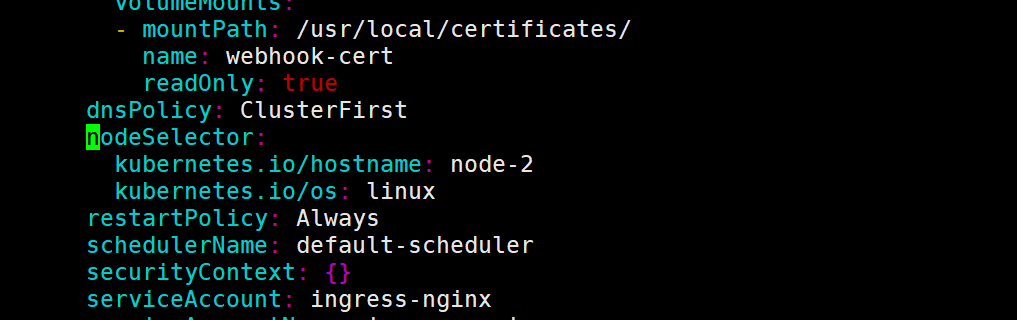 volumeMounts:
- mountPath: /usr/local/certificates/
name: webhook-cert
readOnly: true
dnsPolicy: ClusterFirst
nodeSelector:
kubernetes.io/hostname: node-2
kubernetes.io/os: linux
restartPolicy: Always
schedulerName: default-scheduler
securityContext: {}
serviceAccount: ingress-nginx